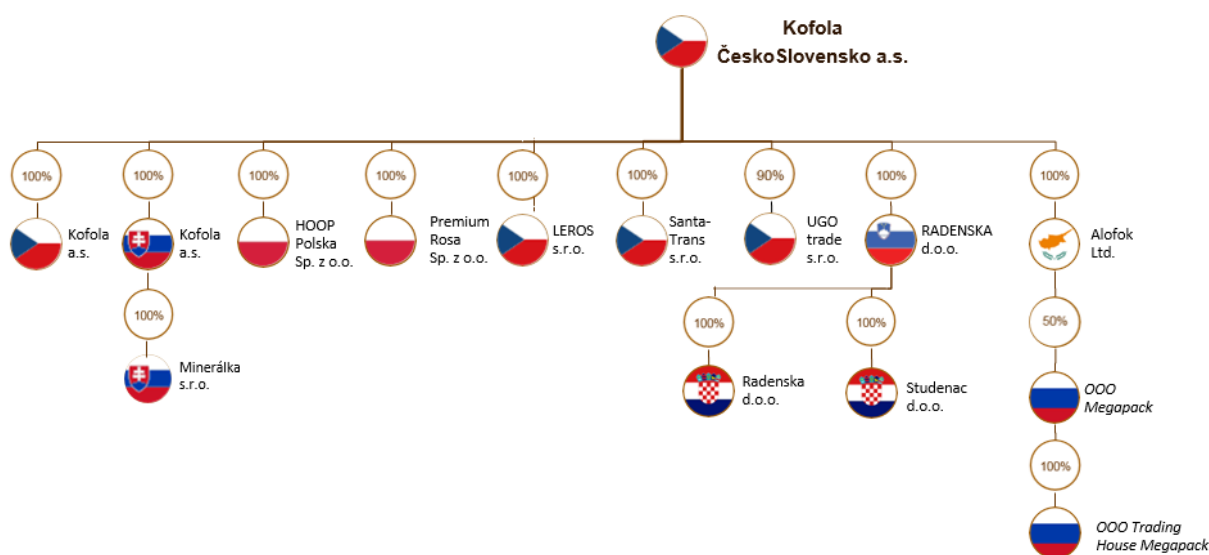 Kofola
ČeskoSlovensko a.s.
100%
100%
100%
100%
100%
100%
90%
100%
100%
Kofola
a.s.
Kofola
a.s.
HOOP
Polska
Sp. z o.o.
Premium
Rosa
Sp. z o.o.
LEROS
s.r.o.
Santa-
Trans
s.r.o.
UGO
trade
s.r.o.
RADENSKA
d.o.o.
Alofok
Ltd.
100%
100%
100%
50%
Minerálka
s.r.o.
Radenska
d.o.o.
Studenac
d.o.o.
OOO
Megapack
100%
OOO Trading
House Megapack